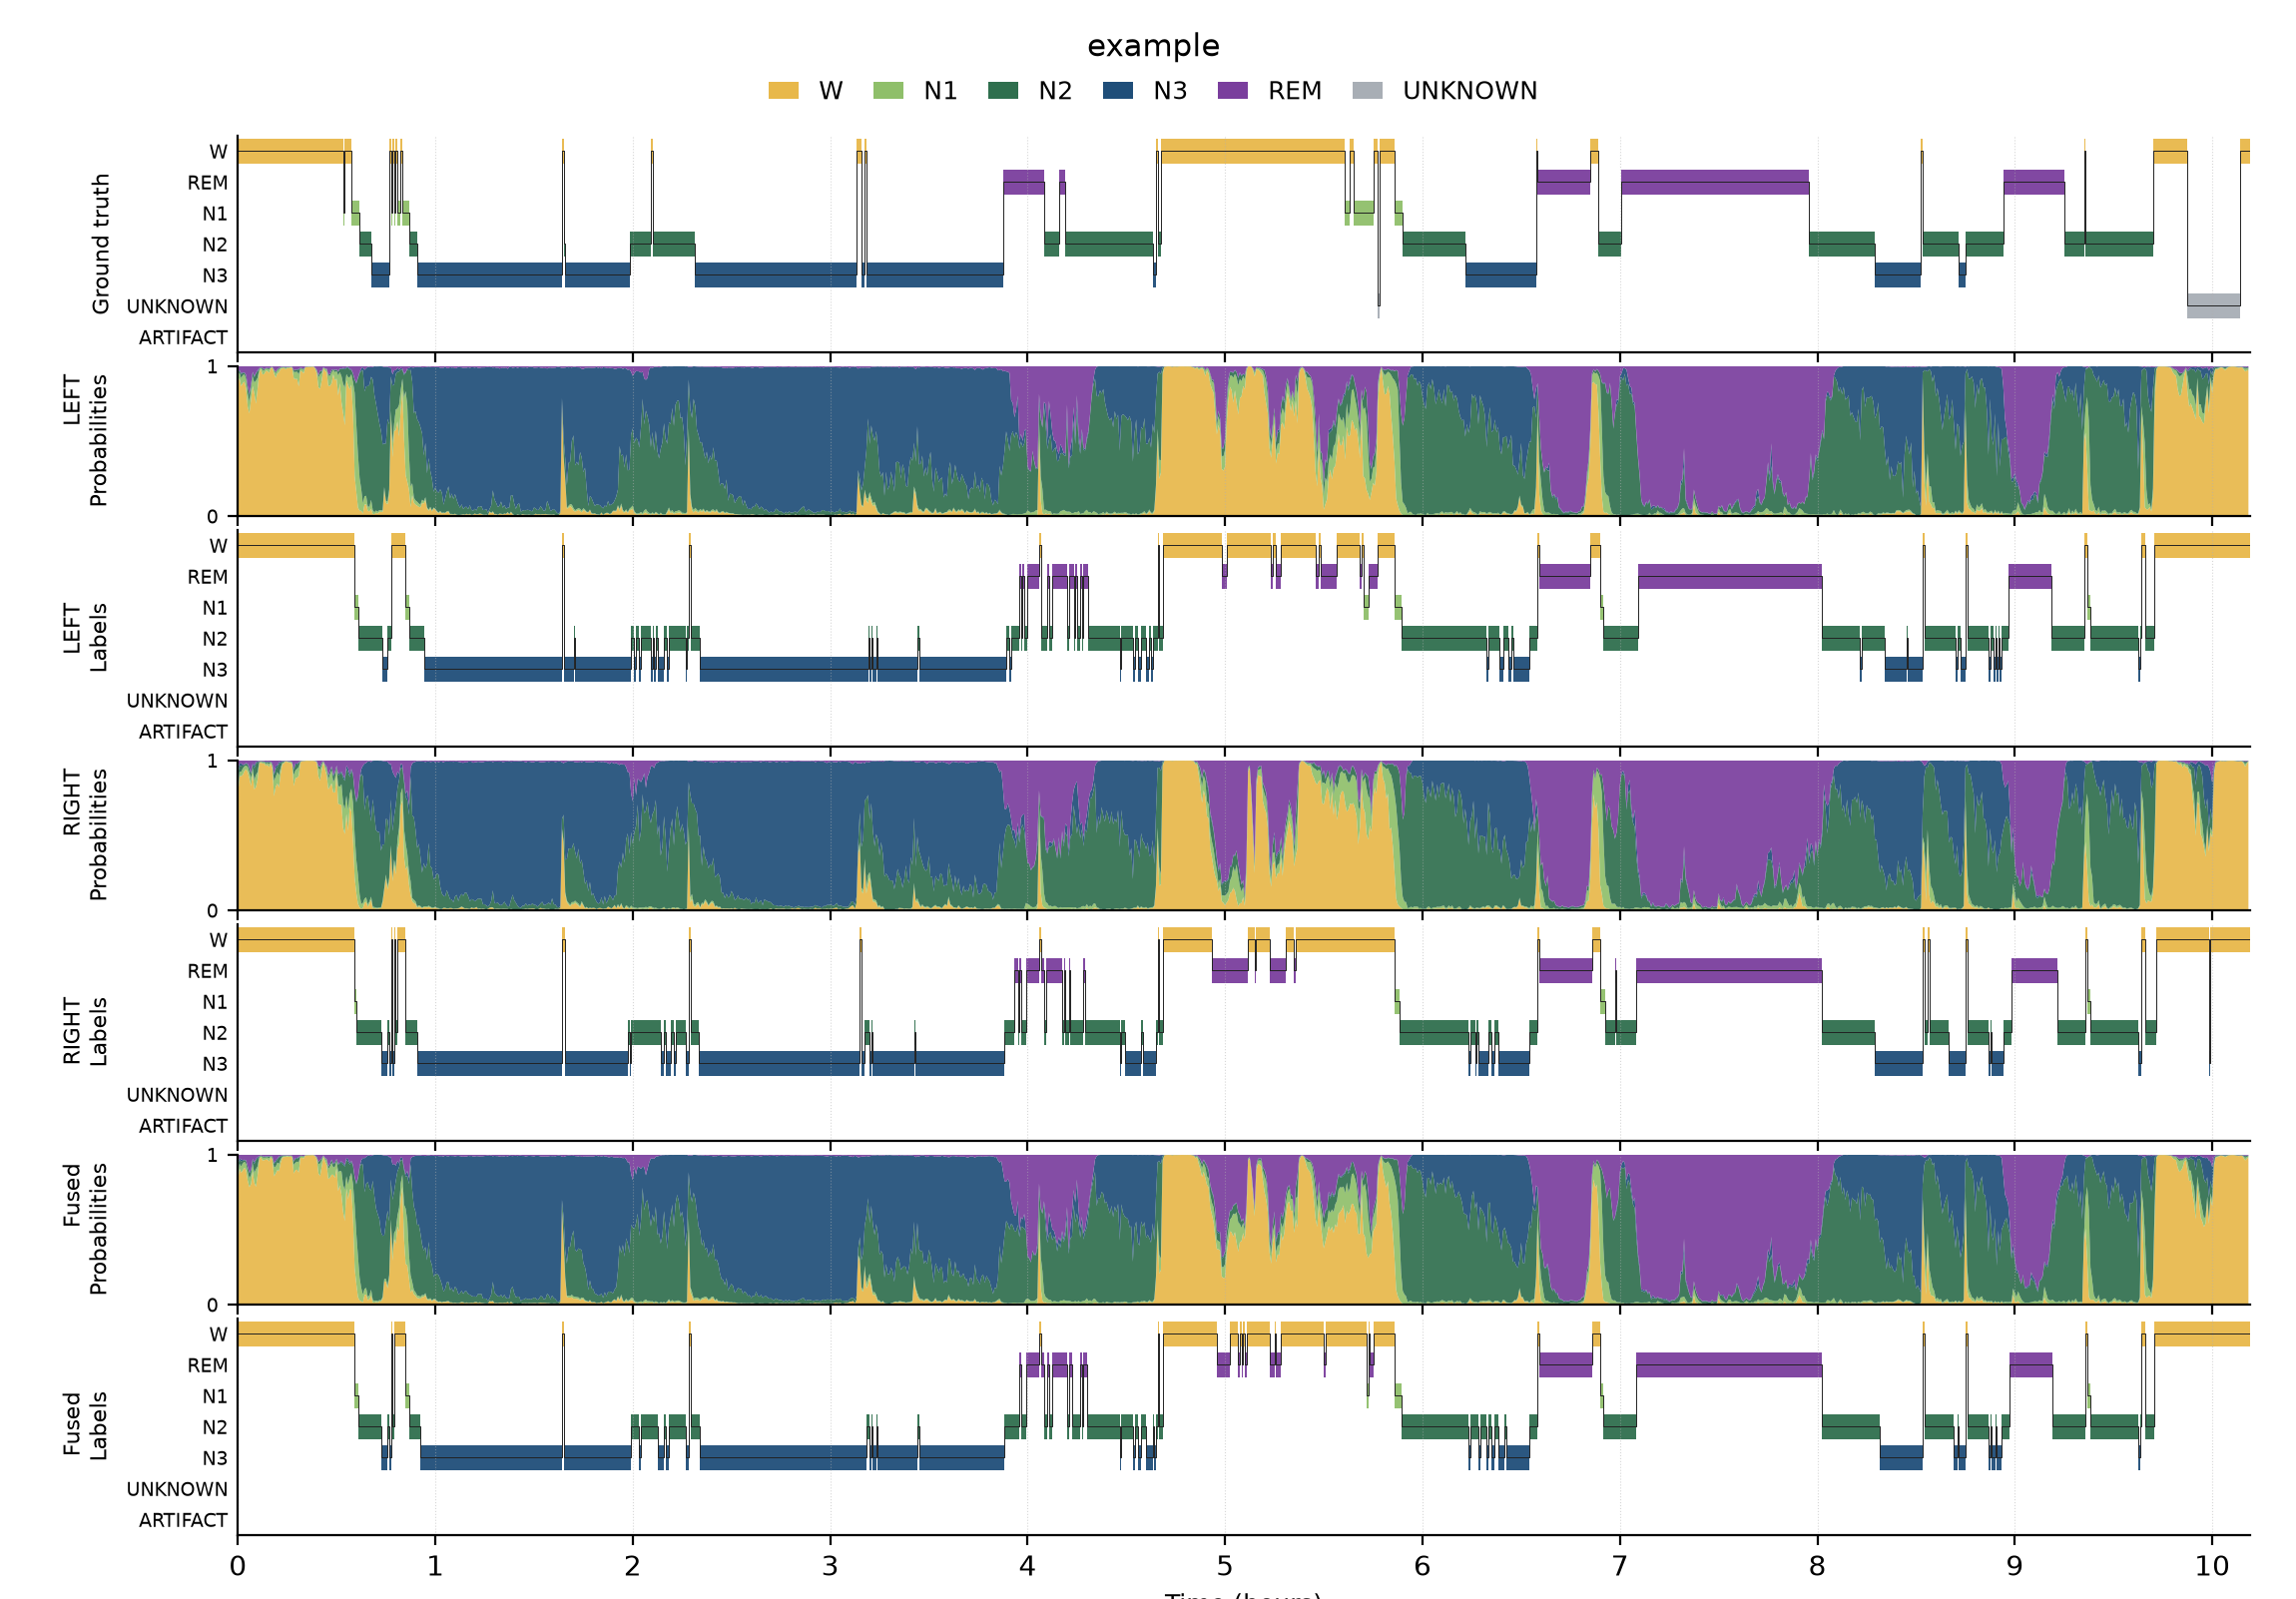 example
W N1 N2 N3 REM UNKNOWN
Ground truth
W
REM
N1
N2
N3
UNKNOWN
ARTIFACT
LEFT
Probabilities
1
0
LEFT
Labels
W
REM
N1
N2
N3
UNKNOWN
ARTIFACT
RIGHT
Probabilities
1
0
RIGHT
Labels
W
REM
N1
N2
N3
UNKNOWN
ARTIFACT
Fused
Probabilities
1
0
Fused
Labels
W
REM
N1
N2
N3
UNKNOWN
ARTIFACT
0 1 2 3 4 5 6 7 8 9 10
Time (hours)